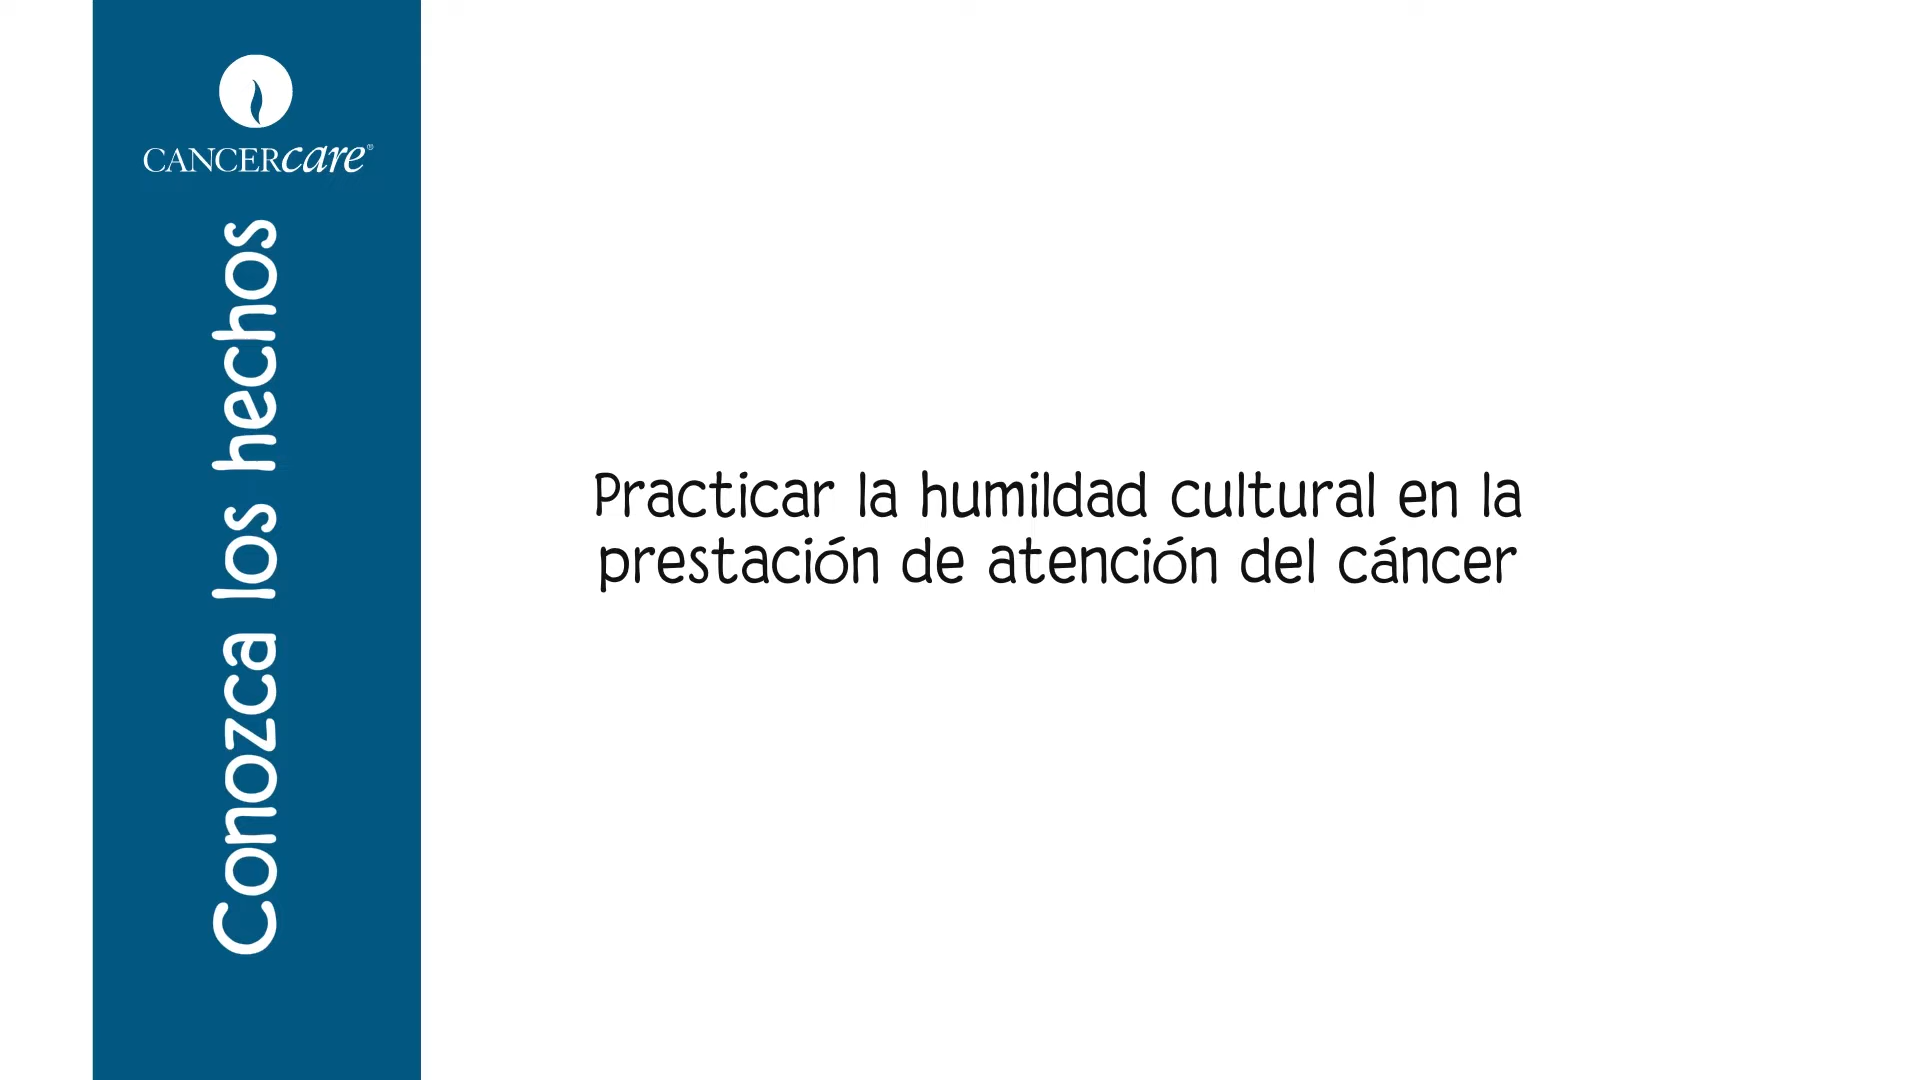 CANCERcare®
Conozca los hechos
Practicar la humildad cultural en la
prestación de atención del cáncer